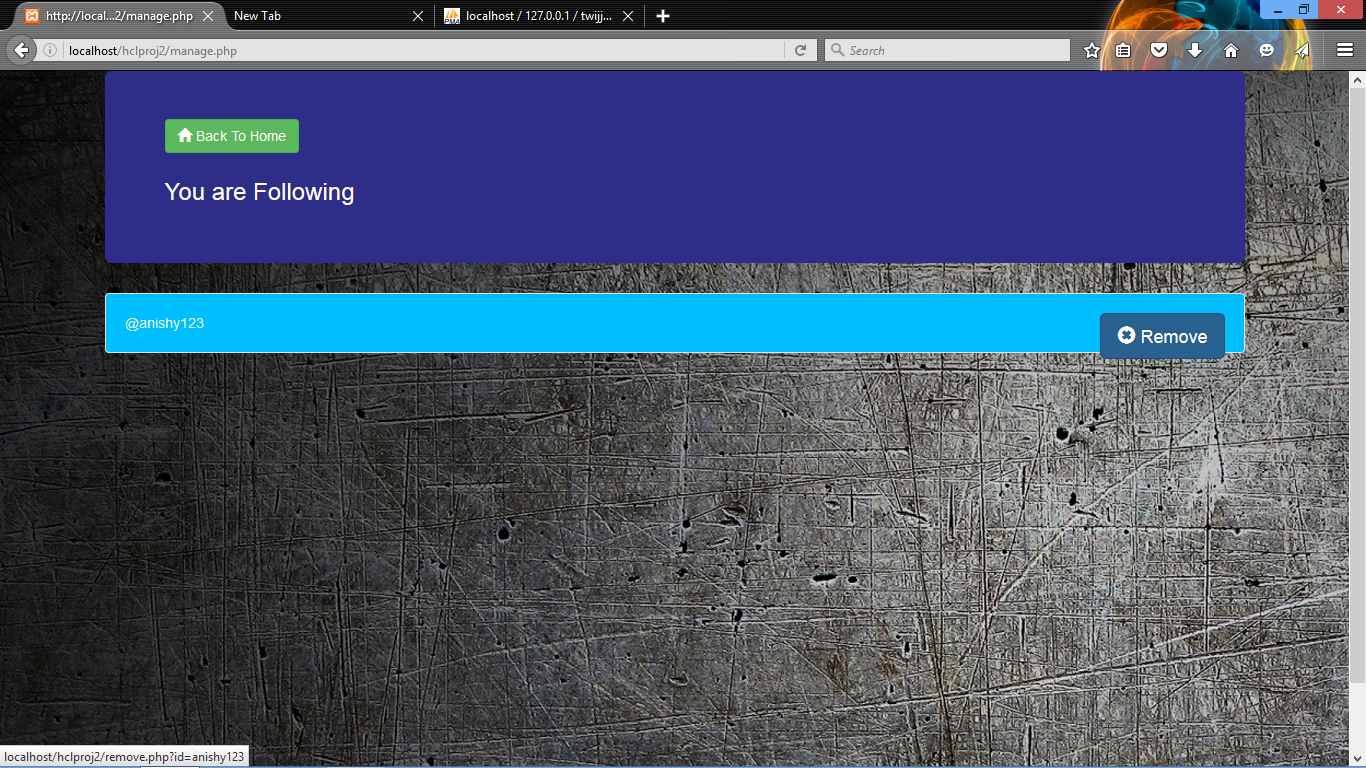 http://local...2/manage.php
New Tab
localhost / 127.0.0.1 / twijj...
localhost/hclproj2/manage.php
Search
Back To Home
You are Following
@anishy123
Remove
localhost/hclproj2/remove.php?id=anishy123